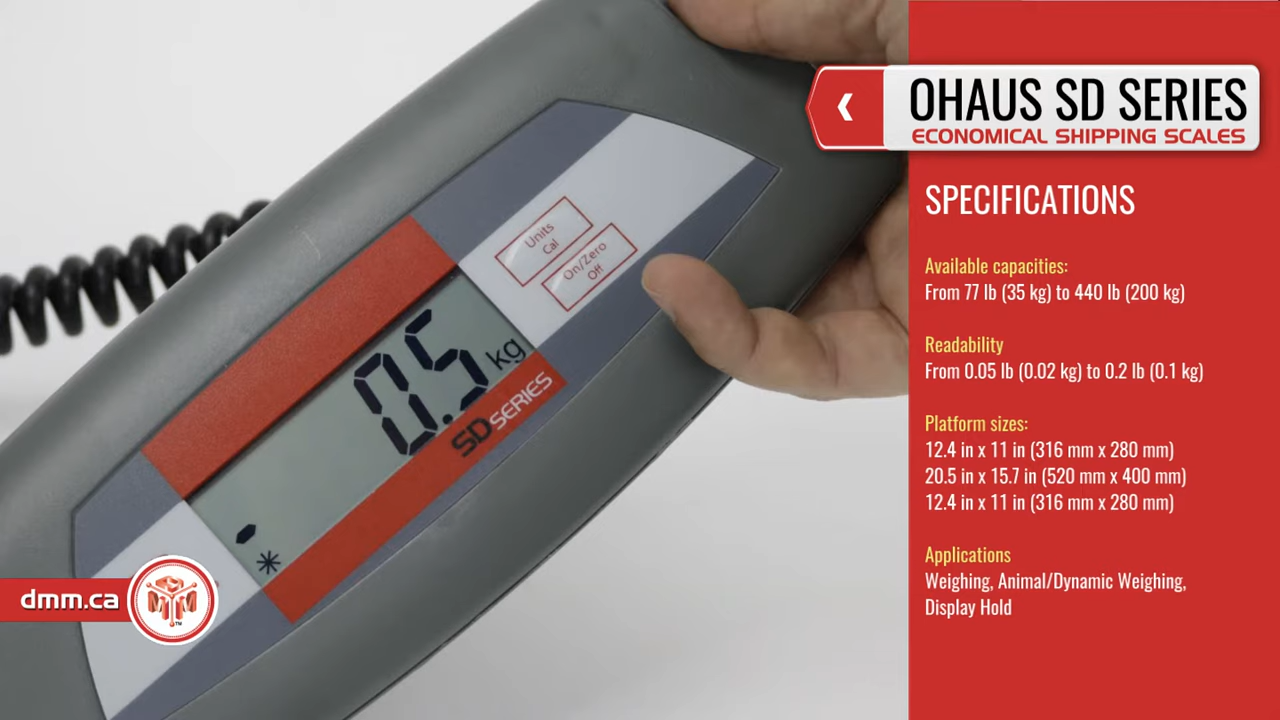 OHAUS SD SERIES
ECONOMICAL SHIPPING SCALES
SPECIFICATIONS
Available capacities:
From 77 lb (35 kg) to 440 lb (200 kg)
Readability
From 0.05 lb (0.02 kg) to 0.2 lb (0.1 kg)
Platform sizes:
12.4 in x 11 in (316 mm x 280 mm)
20.5 in x 15.7 in (520 mm x 400 mm)
12.4 in x 11 in (316 mm x 280 mm)
Applications
Weighing, Animal/Dynamic Weighing,
Display Hold
Units
Cal
On/Zero
Off
0.5 kg
SD SERIES
dmm.ca
DMM
TM